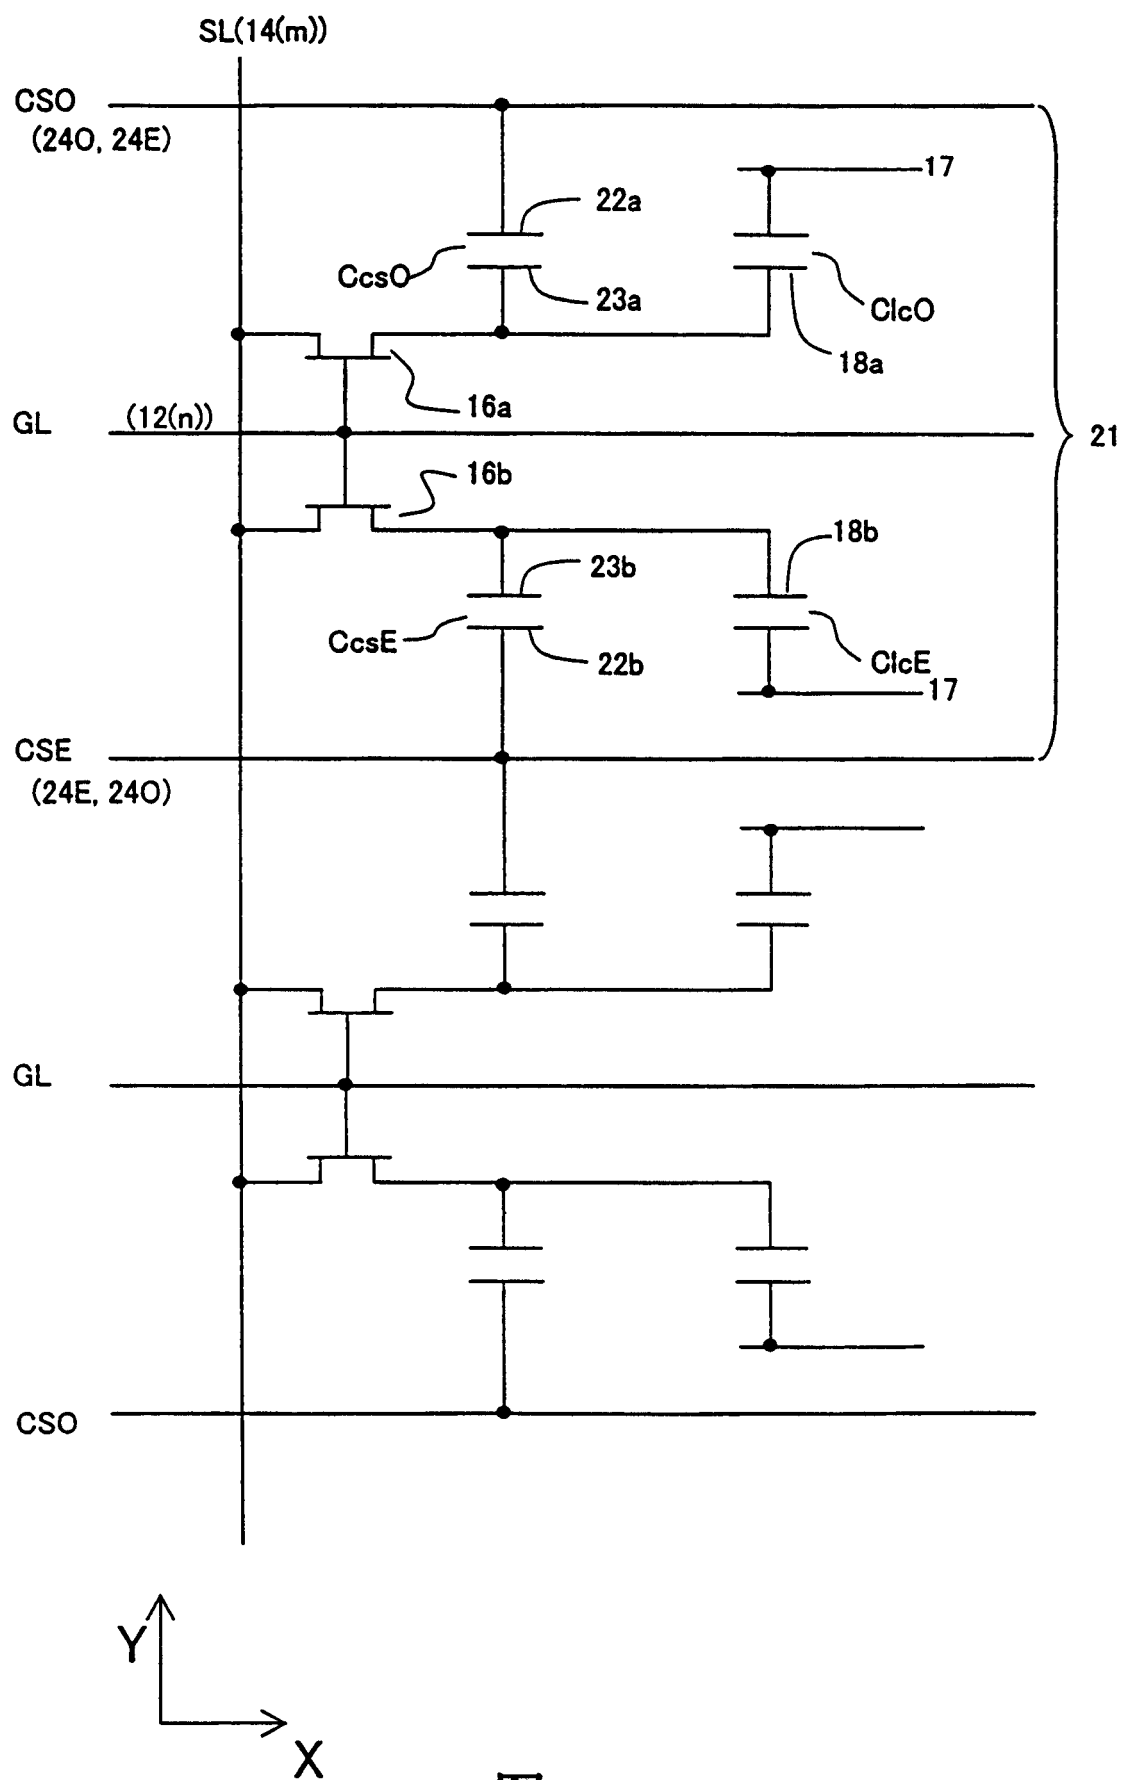 SL(14(m))
CSO
(24O, 24E)
17
22a
CcsO
23a
ClcO
18a
16a
GL (12(n))
21
16b
18b
23b
CcsE
22b
ClcE
17
CSE
(24E, 24O)
GL
CSO
Y
X